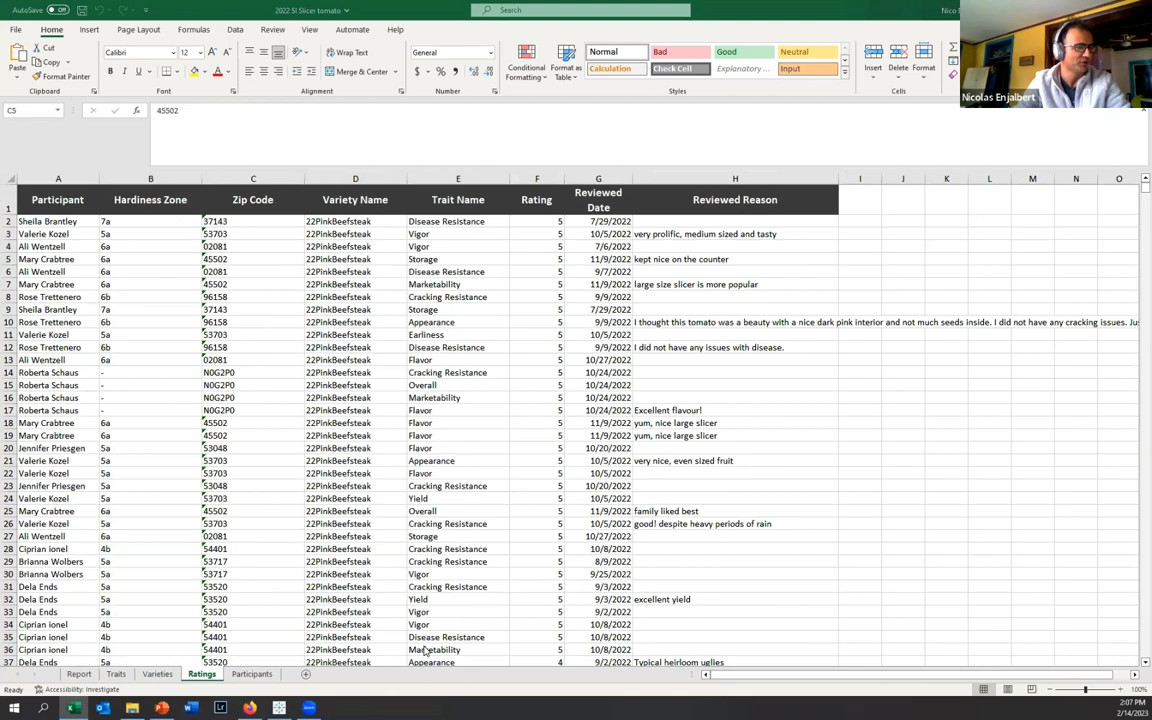 AutoSave Off 2022 SI Slicer tomato Search Nico
File Home Insert Page Layout Formulas Data Review View Automate Help
Paste Cut Copy Format Painter Calibri 12 Wrap Text Merge & Center General Conditional Formatting Format as Table Normal Bad Good Neutral Calculation Check Cell Explanatory ... Input Insert Delete Format
Clipboard Font Alignment Number Styles Cells
Nicolas Enjalbert
C5 fx 45502
A B C D E F G H I J K L M N O
1 Participant Hardiness Zone Zip Code Variety Name Trait Name Rating Reviewed Date Reviewed Reason
2 Sheila Brantley 7a 37143 22PinkBeefsteak Disease Resistance 5 7/29/2022
3 Valerie Kozel 5a 53703 22PinkBeefsteak Vigor 5 10/5/2022 very prolific, medium sized and tasty
4 Ali Wentzell 6a 02081 22PinkBeefsteak Vigor 5 7/6/2022
5 Mary Crabtree 6a 45502 22PinkBeefsteak Storage 5 11/9/2022 kept nice on the counter
6 Ali Wentzell 6a 02081 22PinkBeefsteak Disease Resistance 5 9/7/2022
7 Mary Crabtree 6a 45502 22PinkBeefsteak Marketability 5 11/9/2022 large size slicer is more popular
8 Rose Trettenero 6b 96158 22PinkBeefsteak Cracking Resistance 5 9/9/2022
9 Sheila Brantley 7a 37143 22PinkBeefsteak Storage 5 7/29/2022
10 Rose Trettenero 6b 96158 22PinkBeefsteak Appearance 5 9/9/2022 I thought this tomato was a beauty with a nice dark pink interior and not much seeds inside. I did not have any cracking issues. Ju
11 Valerie Kozel 5a 53703 22PinkBeefsteak Earliness 5 10/5/2022
12 Rose Trettenero 6b 96158 22PinkBeefsteak Disease Resistance 5 9/9/2022 I did not have any issues with disease.
13 Ali Wentzell 6a 02081 22PinkBeefsteak Flavor 5 10/27/2022
14 Roberta Schaus - N0G2P0 22PinkBeefsteak Cracking Resistance 5 10/24/2022
15 Roberta Schaus - N0G2P0 22PinkBeefsteak Overall 5 10/24/2022
16 Roberta Schaus - N0G2P0 22PinkBeefsteak Marketability 5 10/24/2022
17 Roberta Schaus - N0G2P0 22PinkBeefsteak Flavor 5 10/24/2022 Excellent flavour!
18 Mary Crabtree 6a 45502 22PinkBeefsteak Flavor 5 11/9/2022 yum, nice large slicer
19 Mary Crabtree 6a 45502 22PinkBeefsteak Flavor 5 11/9/2022 yum, nice large slicer
20 Jennifer Priesgen 5a 53048 22PinkBeefsteak Flavor 5 10/20/2022
21 Valerie Kozel 5a 53703 22PinkBeefsteak Appearance 5 10/5/2022 very nice, even sized fruit
22 Valerie Kozel 5a 53703 22PinkBeefsteak Flavor 5 10/5/2022
23 Jennifer Priesgen 5a 53048 22PinkBeefsteak Cracking Resistance 5 10/20/2022
24 Valerie Kozel 5a 53703 22PinkBeefsteak Yield 5 10/5/2022
25 Mary Crabtree 6a 45502 22PinkBeefsteak Overall 5 11/9/2022 family liked best
26 Valerie Kozel 5a 53703 22PinkBeefsteak Cracking Resistance 5 10/5/2022 good! despite heavy periods of rain
27 Ali Wentzell 6a 02081 22PinkBeefsteak Storage 5 10/27/2022
28 Ciprian ionel 4b 54401 22PinkBeefsteak Cracking Resistance 5 10/8/2022
29 Brianna Wolbers 5a 53717 22PinkBeefsteak Cracking Resistance 5 8/9/2022
30 Brianna Wolbers 5a 53717 22PinkBeefsteak Vigor 5 9/25/2022
31 Dela Ends 5a 53520 22PinkBeefsteak Cracking Resistance 5 9/3/2022
32 Dela Ends 5a 53520 22PinkBeefsteak Yield 5 9/3/2022 excellent yield
33 Dela Ends 5a 53520 22PinkBeefsteak Vigor 5 9/2/2022
34 Ciprian ionel 4b 54401 22PinkBeefsteak Vigor 5 10/8/2022
35 Ciprian ionel 4b 54401 22PinkBeefsteak Disease Resistance 5 10/8/2022
36 Ciprian ionel 4b 54401 22PinkBeefsteak Marketability 5 10/8/2022
37 Dela Ends 5a 53520 22PinkBeefsteak Appearance 4 9/2/2022 Typical heirloom uglies
Report Traits Varieties Ratings Participants
Ready Accessibility: Investigate 100%
2:07 PM
2/14/2023